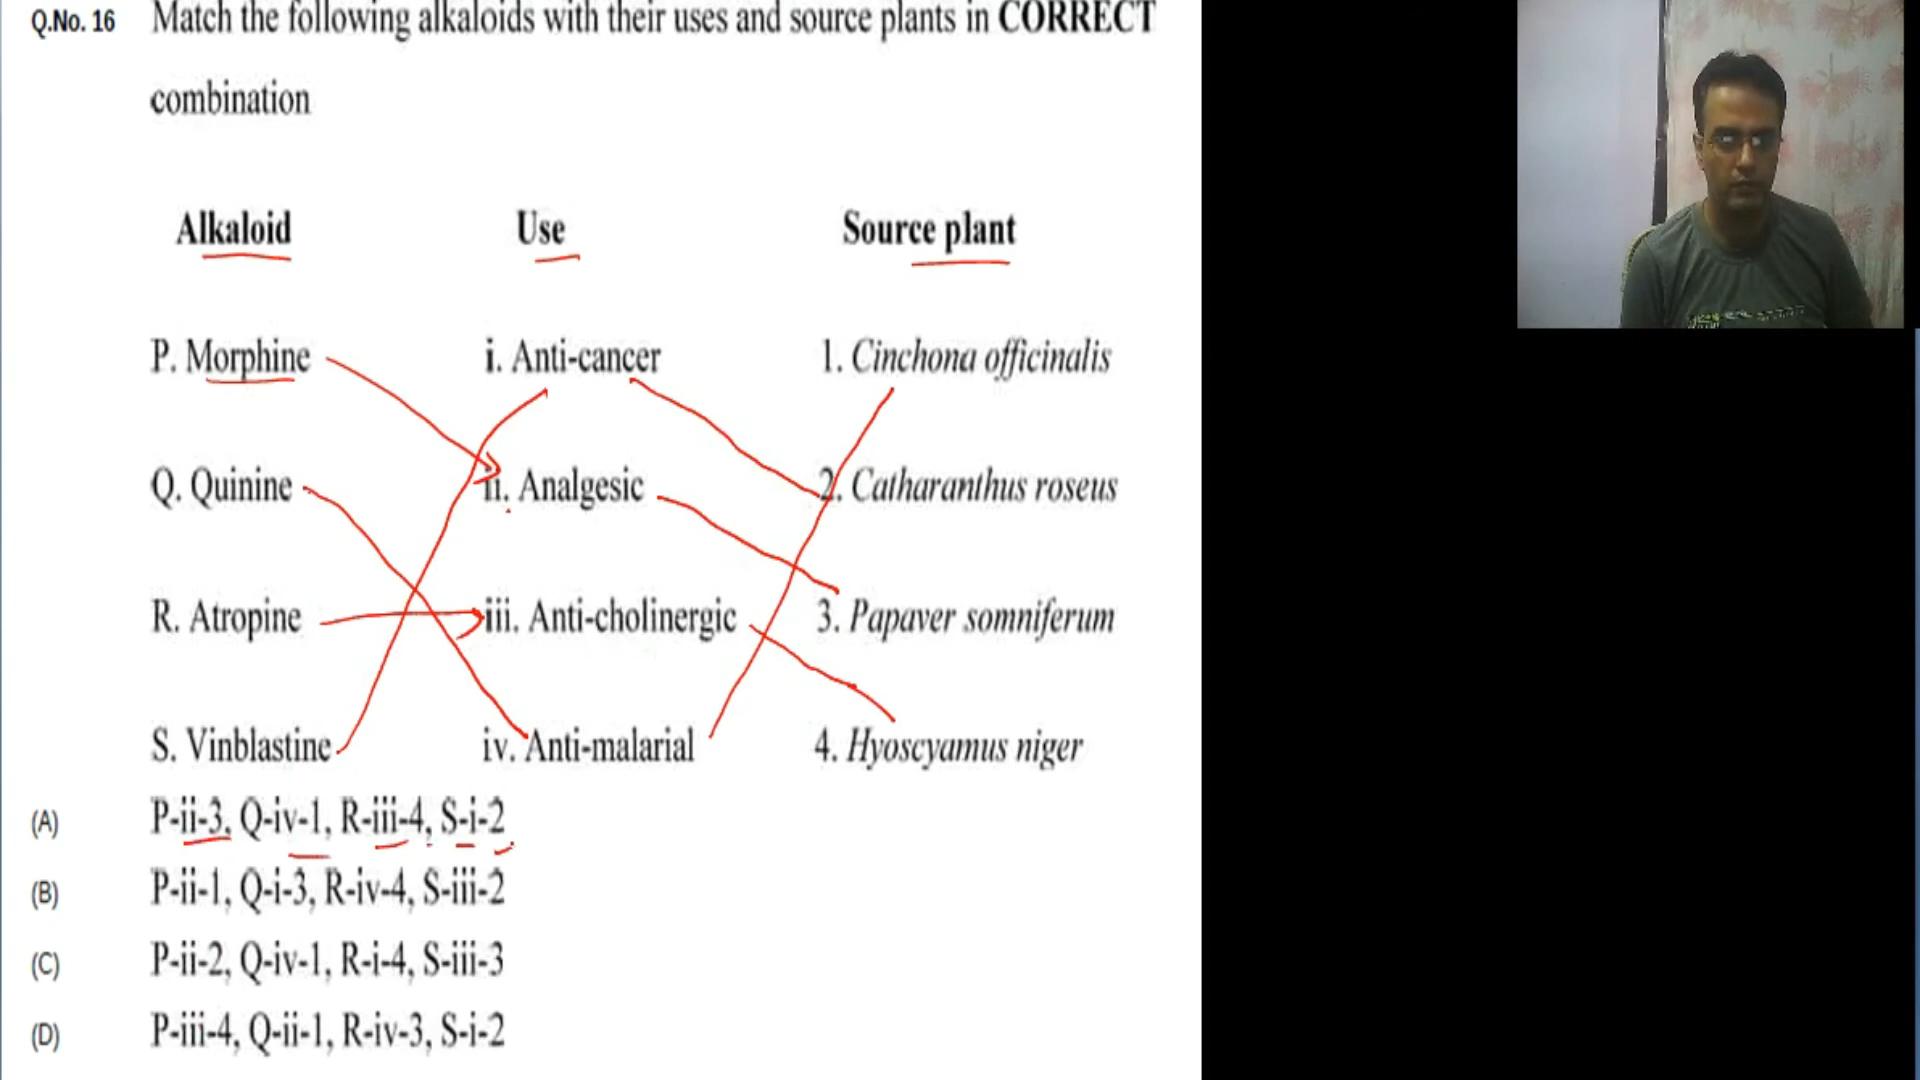 Q.No. 16 Match the following alkaloids with their uses and source plants in CORRECT
combination
Alkaloid Use Source plant
P. Morphine i. Anti-cancer 1. Cinchona officinalis
Q. Quinine ii. Analgesic 2. Catharanthus roseus
R. Atropine iii. Anti-cholinergic 3. Papaver somniferum
S. Vinblastine iv. Anti-malarial 4. Hyoscyamus niger
(A) P-ii-3, Q-iv-1, R-iii-4, S-i-2
(B) P-ii-1, Q-i-3, R-iv-4, S-iii-2
(C) P-ii-2, Q-iv-1, R-i-4, S-iii-3
(D) P-iii-4, Q-ii-1, R-iv-3, S-i-2